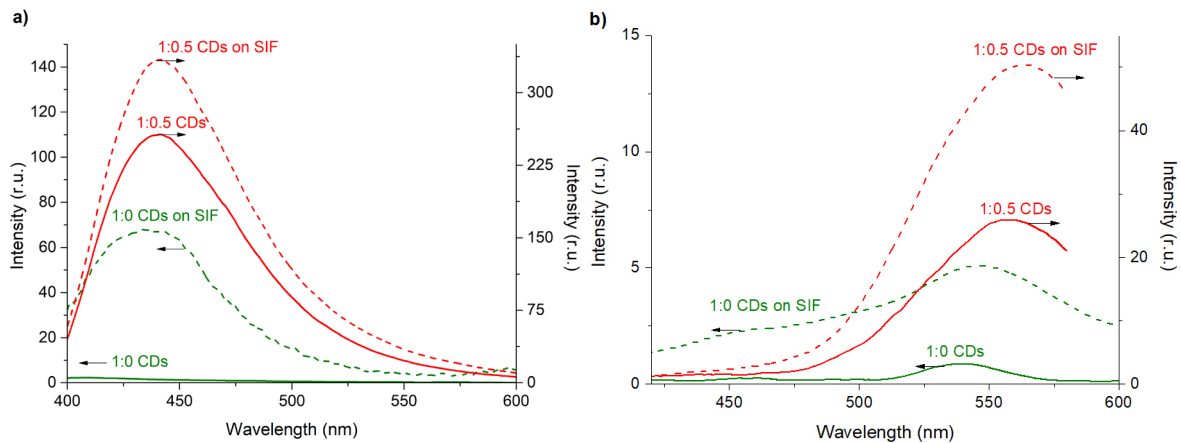 a)
1:0.5 CDs on SIF
1:0.5 CDs
1:0 CDs on SIF
1:0 CDs
Intensity (r.u.)
140
120
100
80
60
40
20
0
Intensity (r.u.)
300
225
150
75
0
400
450
500
550
600
Wavelength (nm)
b)
1:0.5 CDs on SIF
1:0.5 CDs
1:0 CDs on SIF
1:0 CDs
Intensity (r.u.)
15
10
5
0
Intensity (r.u.)
40
20
0
450
500
550
600
Wavelength (nm)